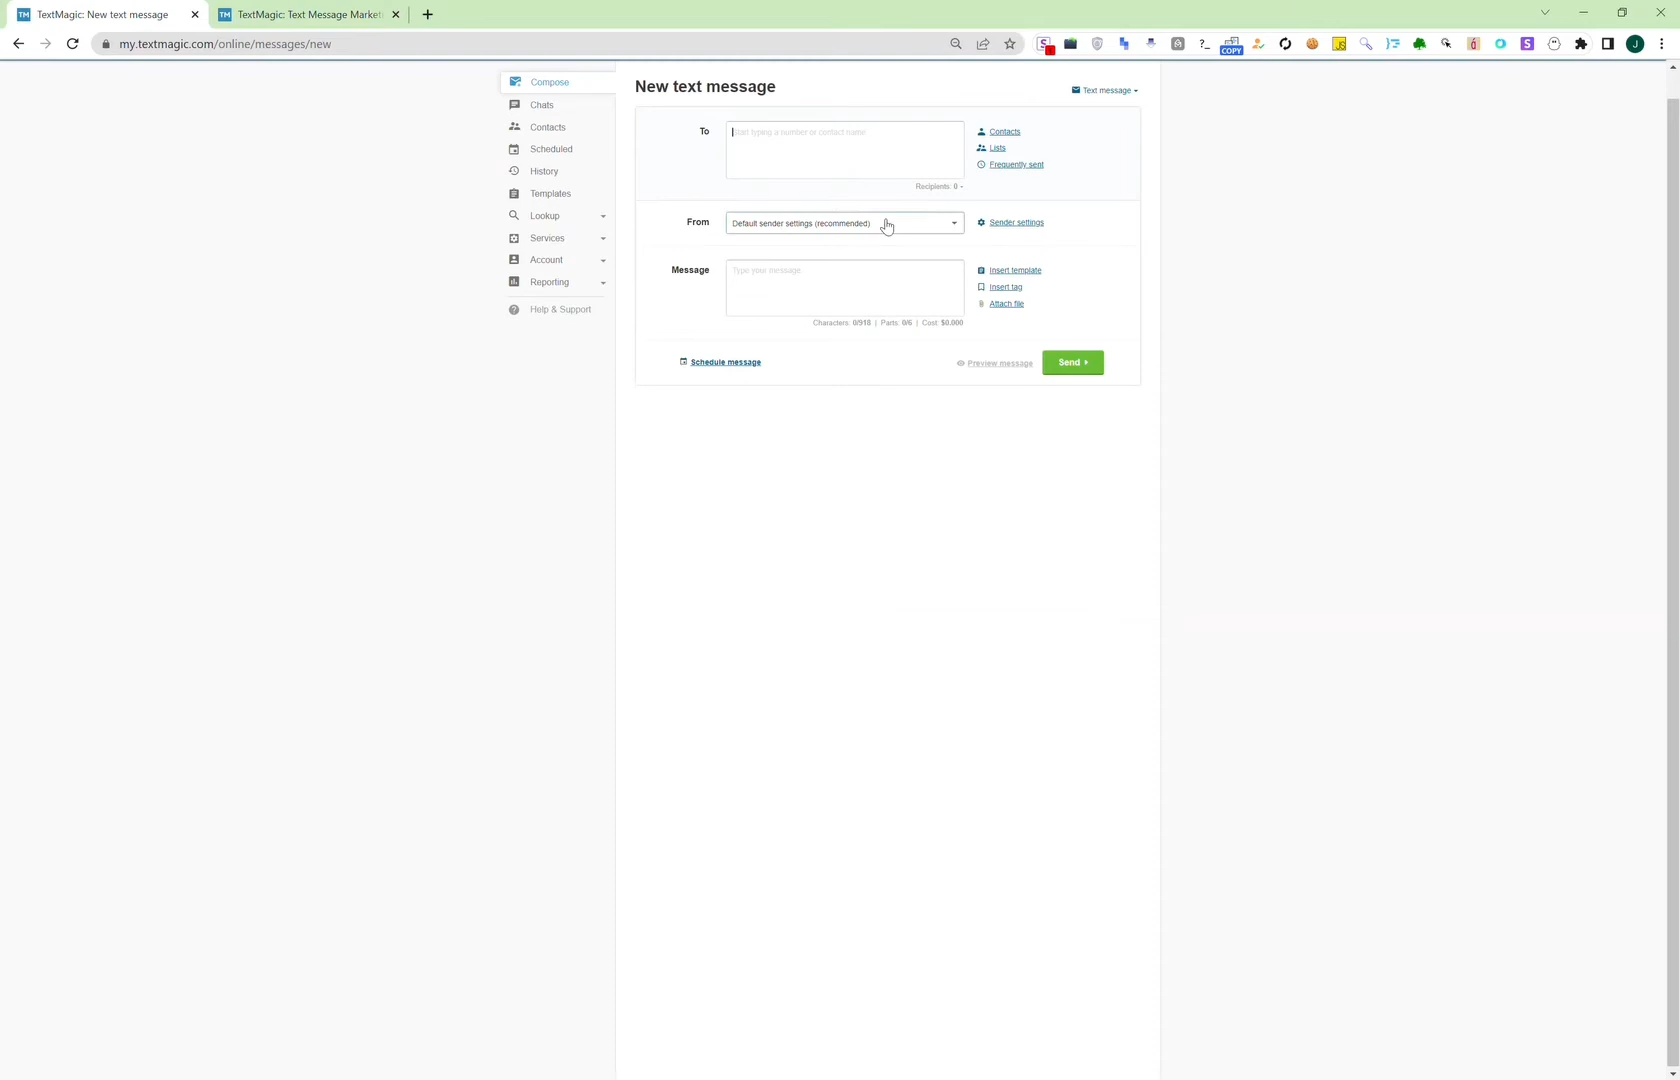 TM TextMagic: New text message
TM TextMagic: Text Message Market
my.textmagic.com/online/messages/new
COPY
JS
S
J
Compose
Chats
Contacts
Scheduled
History
Templates
Lookup
Services
Account
Reporting
Help & Support
New text message
Text message
To
Start typing a number or contact name
Contacts
Lists
Frequently sent
Recipients: 0
From
Default sender settings (recommended)
Sender settings
Message
Type your message
Insert template
Insert tag
Attach file
Characters: 0/918 | Parts: 0/6 | Cost: $0.000
Schedule message
Preview message
Send